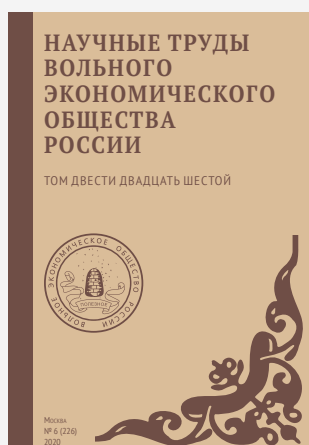 НАУЧНЫЕ ТРУДЫ
ВОЛЬНОГО
ЭКОНОМИЧЕСКОГО
ОБЩЕСТВА
РОССИИ
ТОМ ДВЕСТИ ДВАДЦАТЬ ШЕСТОЙ
ВОЛЬНОЕ ЭКОНОМИЧЕСКОЕ ОБЩЕСТВО РОССИИ
ПОЛЕЗНОЕ
Москва
№ 6 (226)
2020